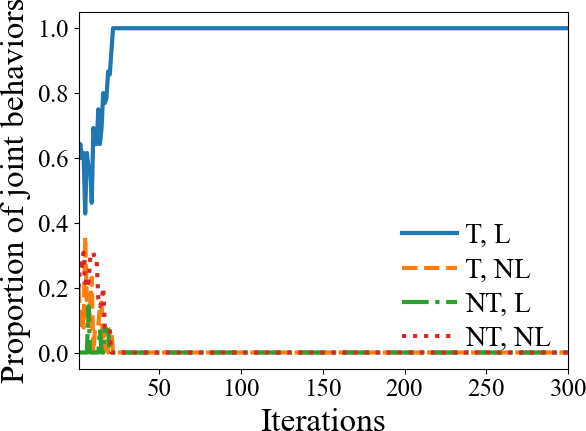 Proportion of joint behaviors
1.0
0.8
0.6
0.4
0.2
0.0
T, L
T, NL
NT, L
NT, NL
50 100 150 200 250 300
Iterations